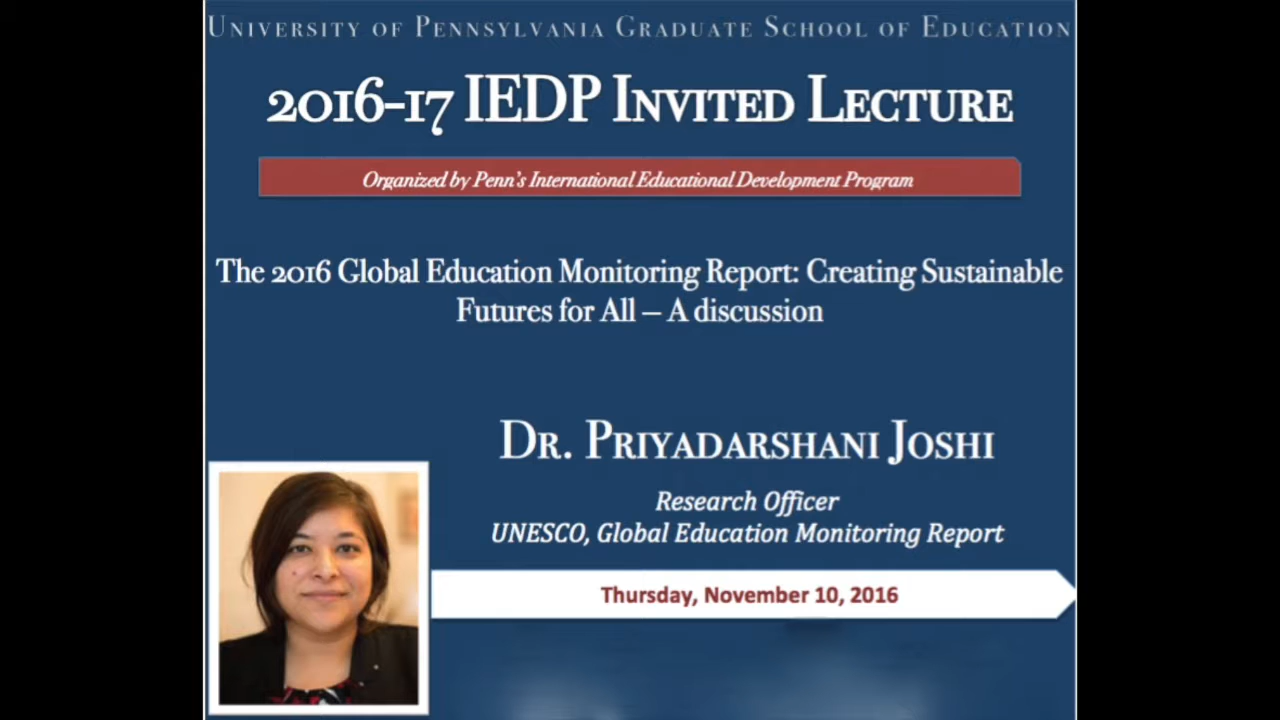 UNIVERSITY OF PENNSYLVANIA GRADUATE SCHOOL OF EDUCATION
2016-17 IEDP INVITED LECTURE
Organized by Penn's International Educational Development Program
The 2016 Global Education Monitoring Report: Creating Sustainable
Futures for All – A discussion
DR. PRIYADARSHANI JOSHI
Research Officer
UNESCO, Global Education Monitoring Report
Thursday, November 10, 2016